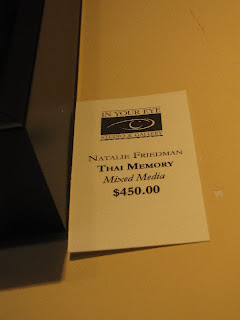 IN YOUR EYE
STUDIO & GALLERY
NATALIE FRIEDMAN
THAI MEMORY
Mixed Media
$450.00